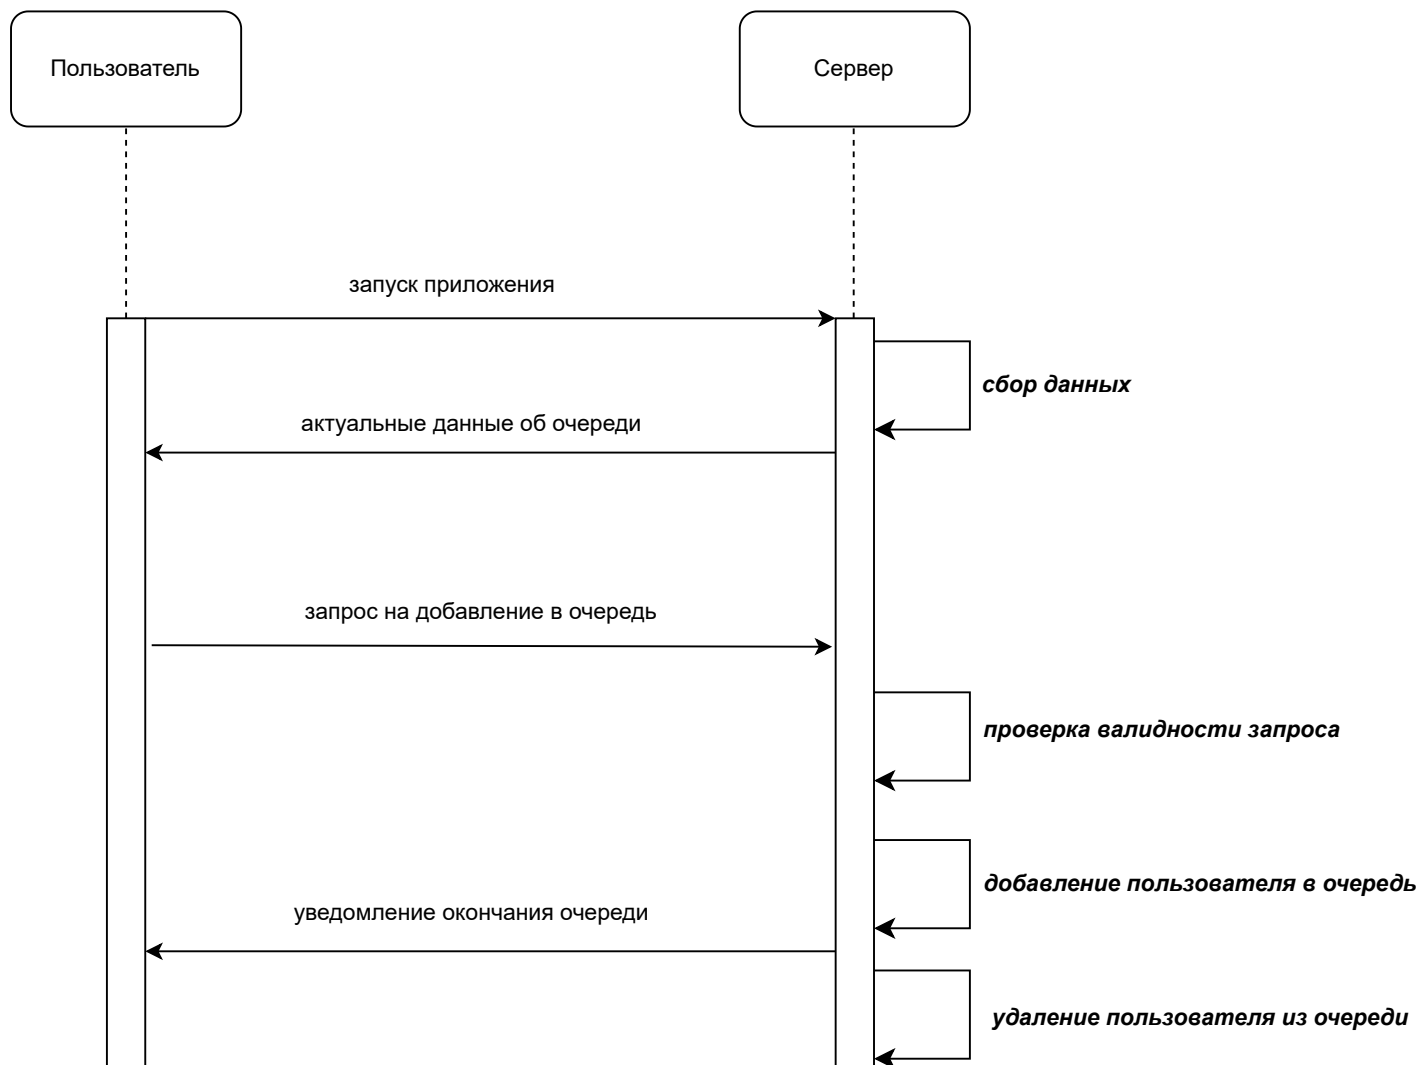 Пользователь
Сервер
запуск приложения
сбор данных
актуальные данные об очереди
запрос на добавление в очередь
проверка валидности запроса
добавление пользователя в очередь
уведомление окончания очереди
удаление пользователя из очереди